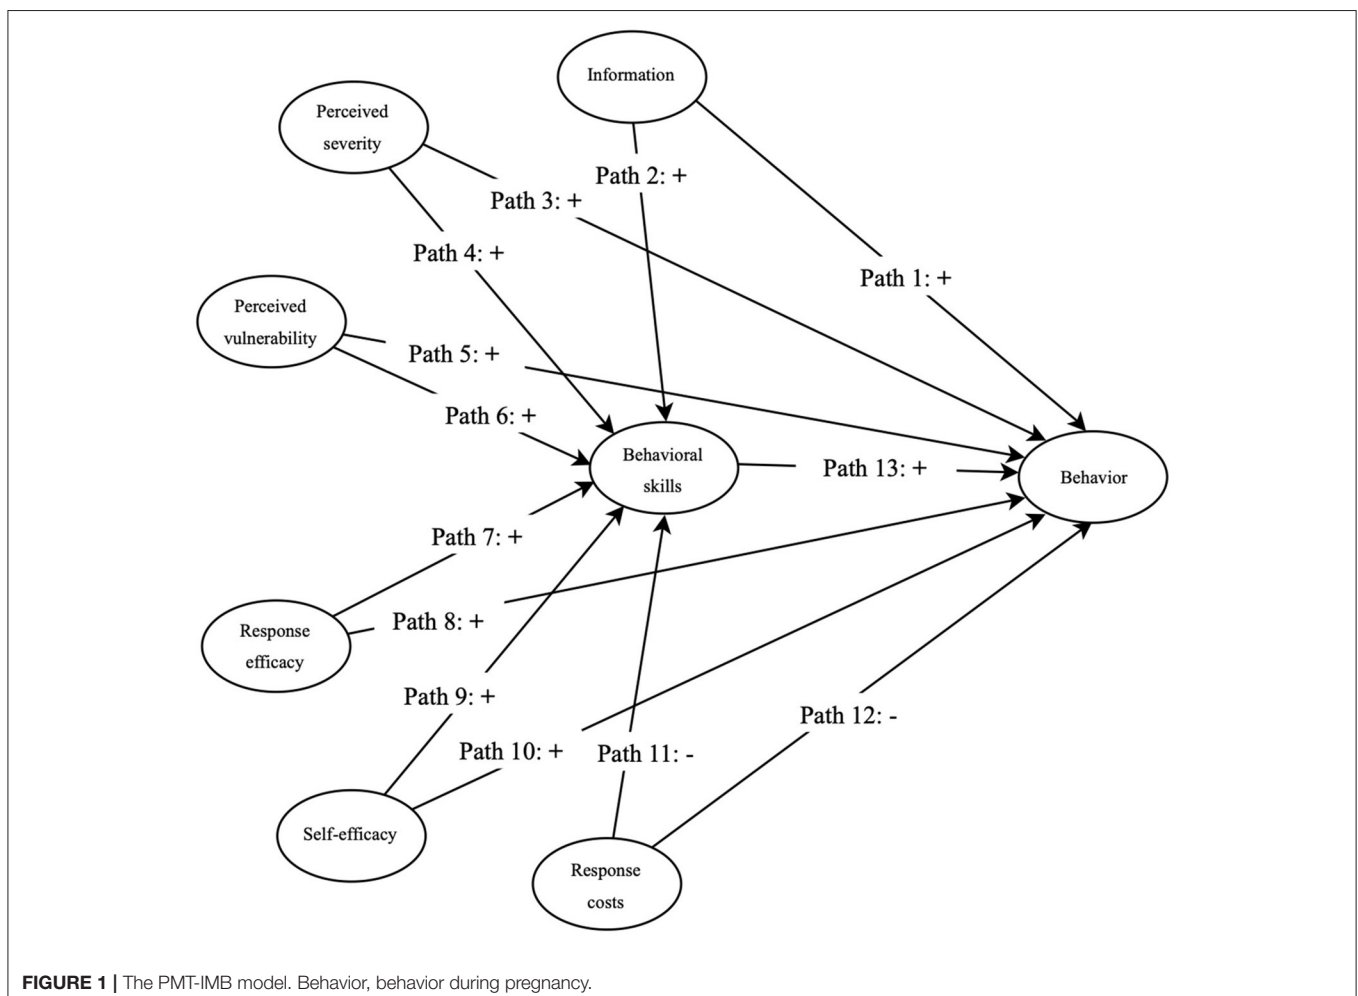 Information
Perceived
severity
Path 2: +
Path 3: +
Path 4: +
Path 1: +
Perceived
vulnerability
Path 5: +
Path 6: +
Behavioral
skills
Path 13: +
Behavior
Path 7: +
Response
efficacy
Path 8: +
Path 9: +
Path 10: +
Path 11: -
Path 12: -
Self-efficacy
Response
costs
FIGURE 1 | The PMT-IMB model. Behavior, behavior during pregnancy.